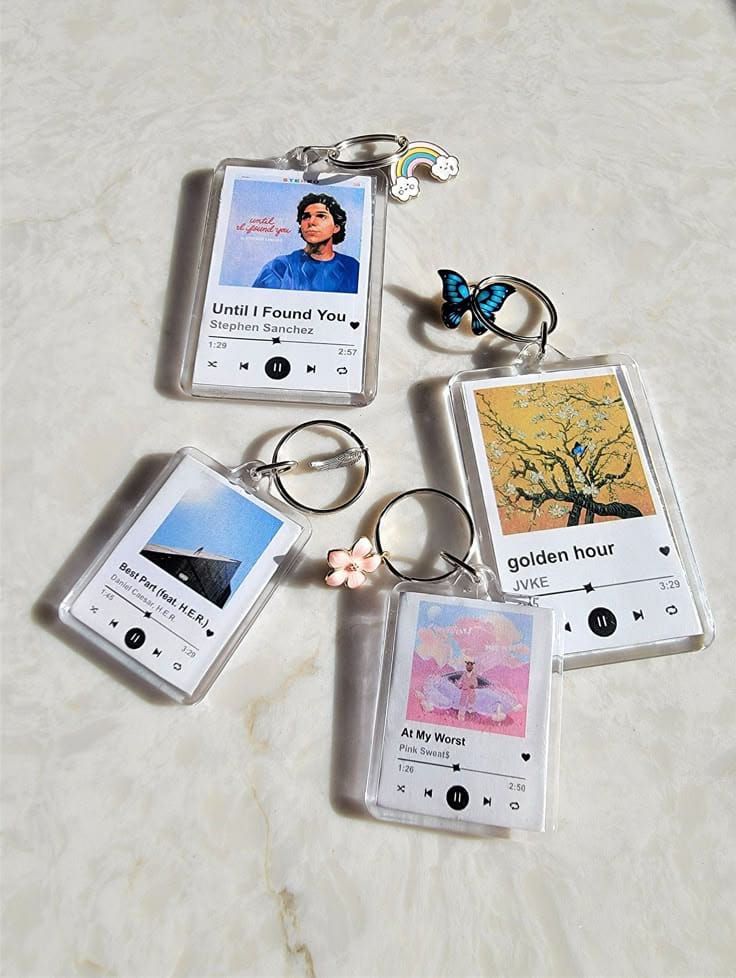 STEREO
until
i found you
Until I Found You
Stephen Sanchez
1:29
2:57
golden hour
JVKE
3:29
Best Part (feat. H.E.R.)
Daniel Caesar, H.E.R.
1:45
3:29
At My Worst
Pink Sweat$
1:26
2:50